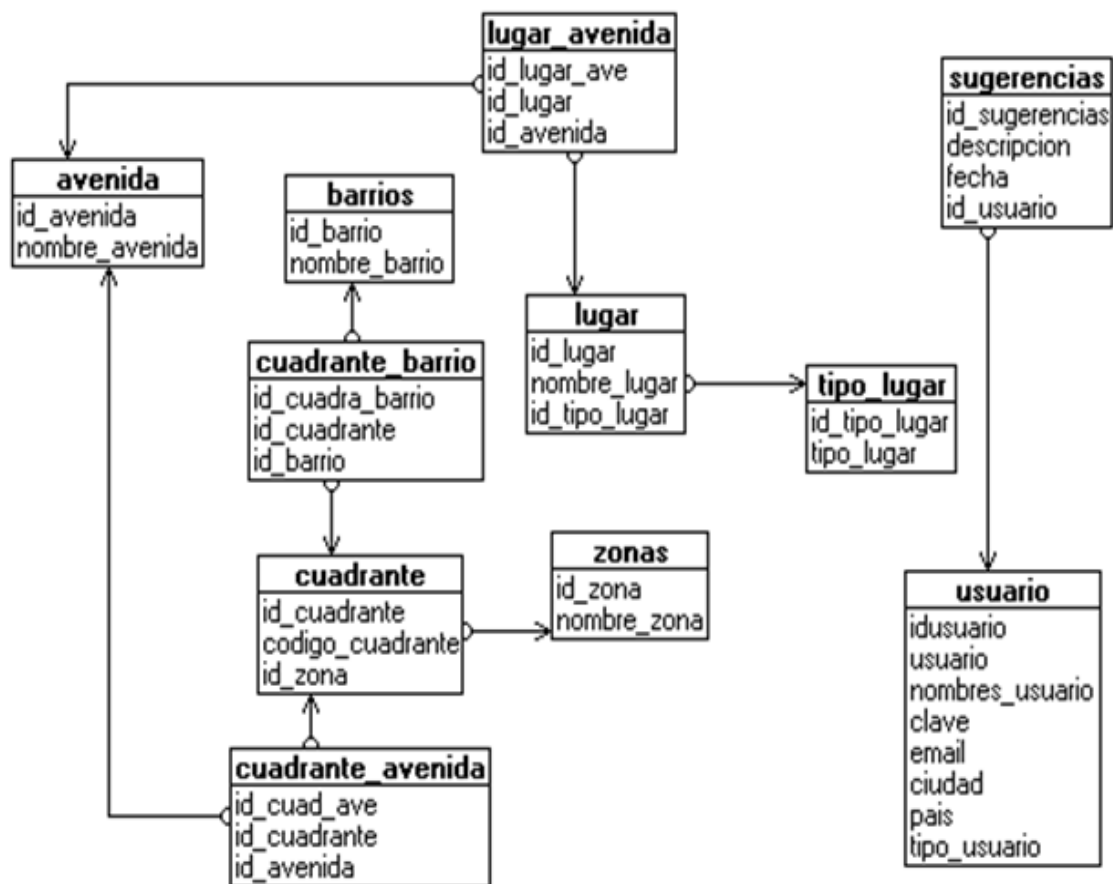 lugar_avenida
id_lugar_ave
id_lugar
id_avenida
sugerencias
id_sugerencias
descripcion
fecha
id_usuario
avenida
id_avenida
nombre_avenida
barrios
id_barrio
nombre_barrio
lugar
id_lugar
nombre_lugar
id_tipo_lugar
cuadrante_barrio
id_cuadra_barrio
id_cuadrante
id_barrio
tipo_lugar
id_tipo_lugar
tipo_lugar
cuadrante
id_cuadrante
codigo_cuadrante
id_zona
zonas
id_zona
nombre_zona
usuario
idusuario
usuario
nombres_usuario
clave
email
ciudad
pais
tipo_usuario
cuadrante_avenida
id_cuad_ave
id_cuadrante
id_avenida